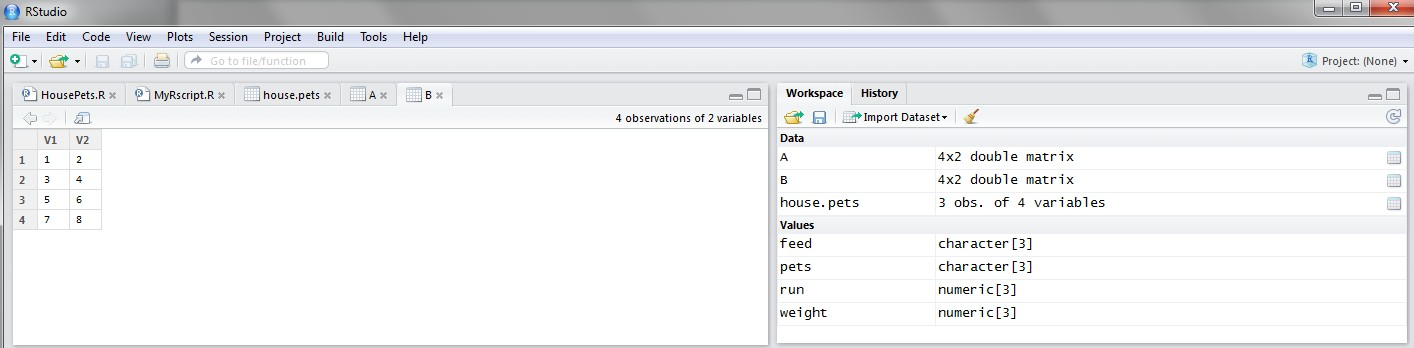 RStudio
File Edit Code View Plots Session Project Build Tools Help
Go to file/function
Project: (None)
HousePets.R MyRscript.R house.pets A B
4 observations of 2 variables
V1 V2
1 1 2
2 3 4
3 5 6
4 7 8
Workspace History
Import Dataset
Data
A 4x2 double matrix
B 4x2 double matrix
house.pets 3 obs. of 4 variables
Values
feed character[3]
pets character[3]
run numeric[3]
weight numeric[3]